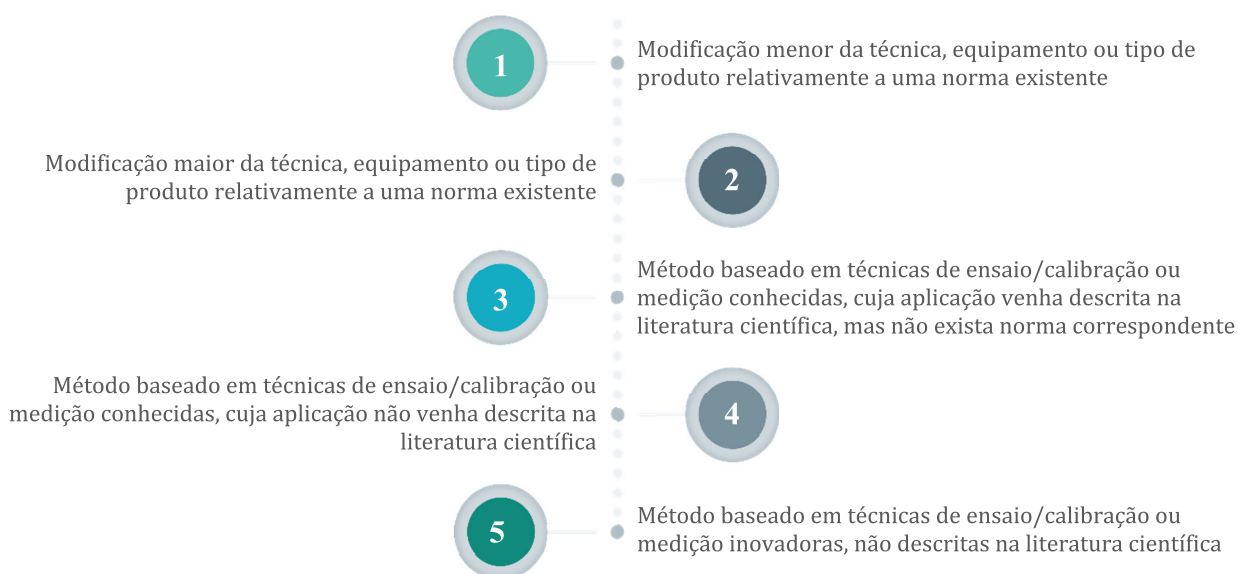 1
Modificação menor da técnica, equipamento ou tipo de
produto relativamente a uma norma existente
Modificação maior da técnica, equipamento ou tipo de
produto relativamente a uma norma existente
2
3
Método baseado em técnicas de ensaio/calibração ou
medição conhecidas, cuja aplicação venha descrita na
literatura científica, mas não exista norma correspondente
Método baseado em técnicas de ensaio/calibração ou
medição conhecidas, cuja aplicação não venha descrita na
literatura científica
4
5
Método baseado em técnicas de ensaio/calibração ou
medição inovadoras, não descritas na literatura científica